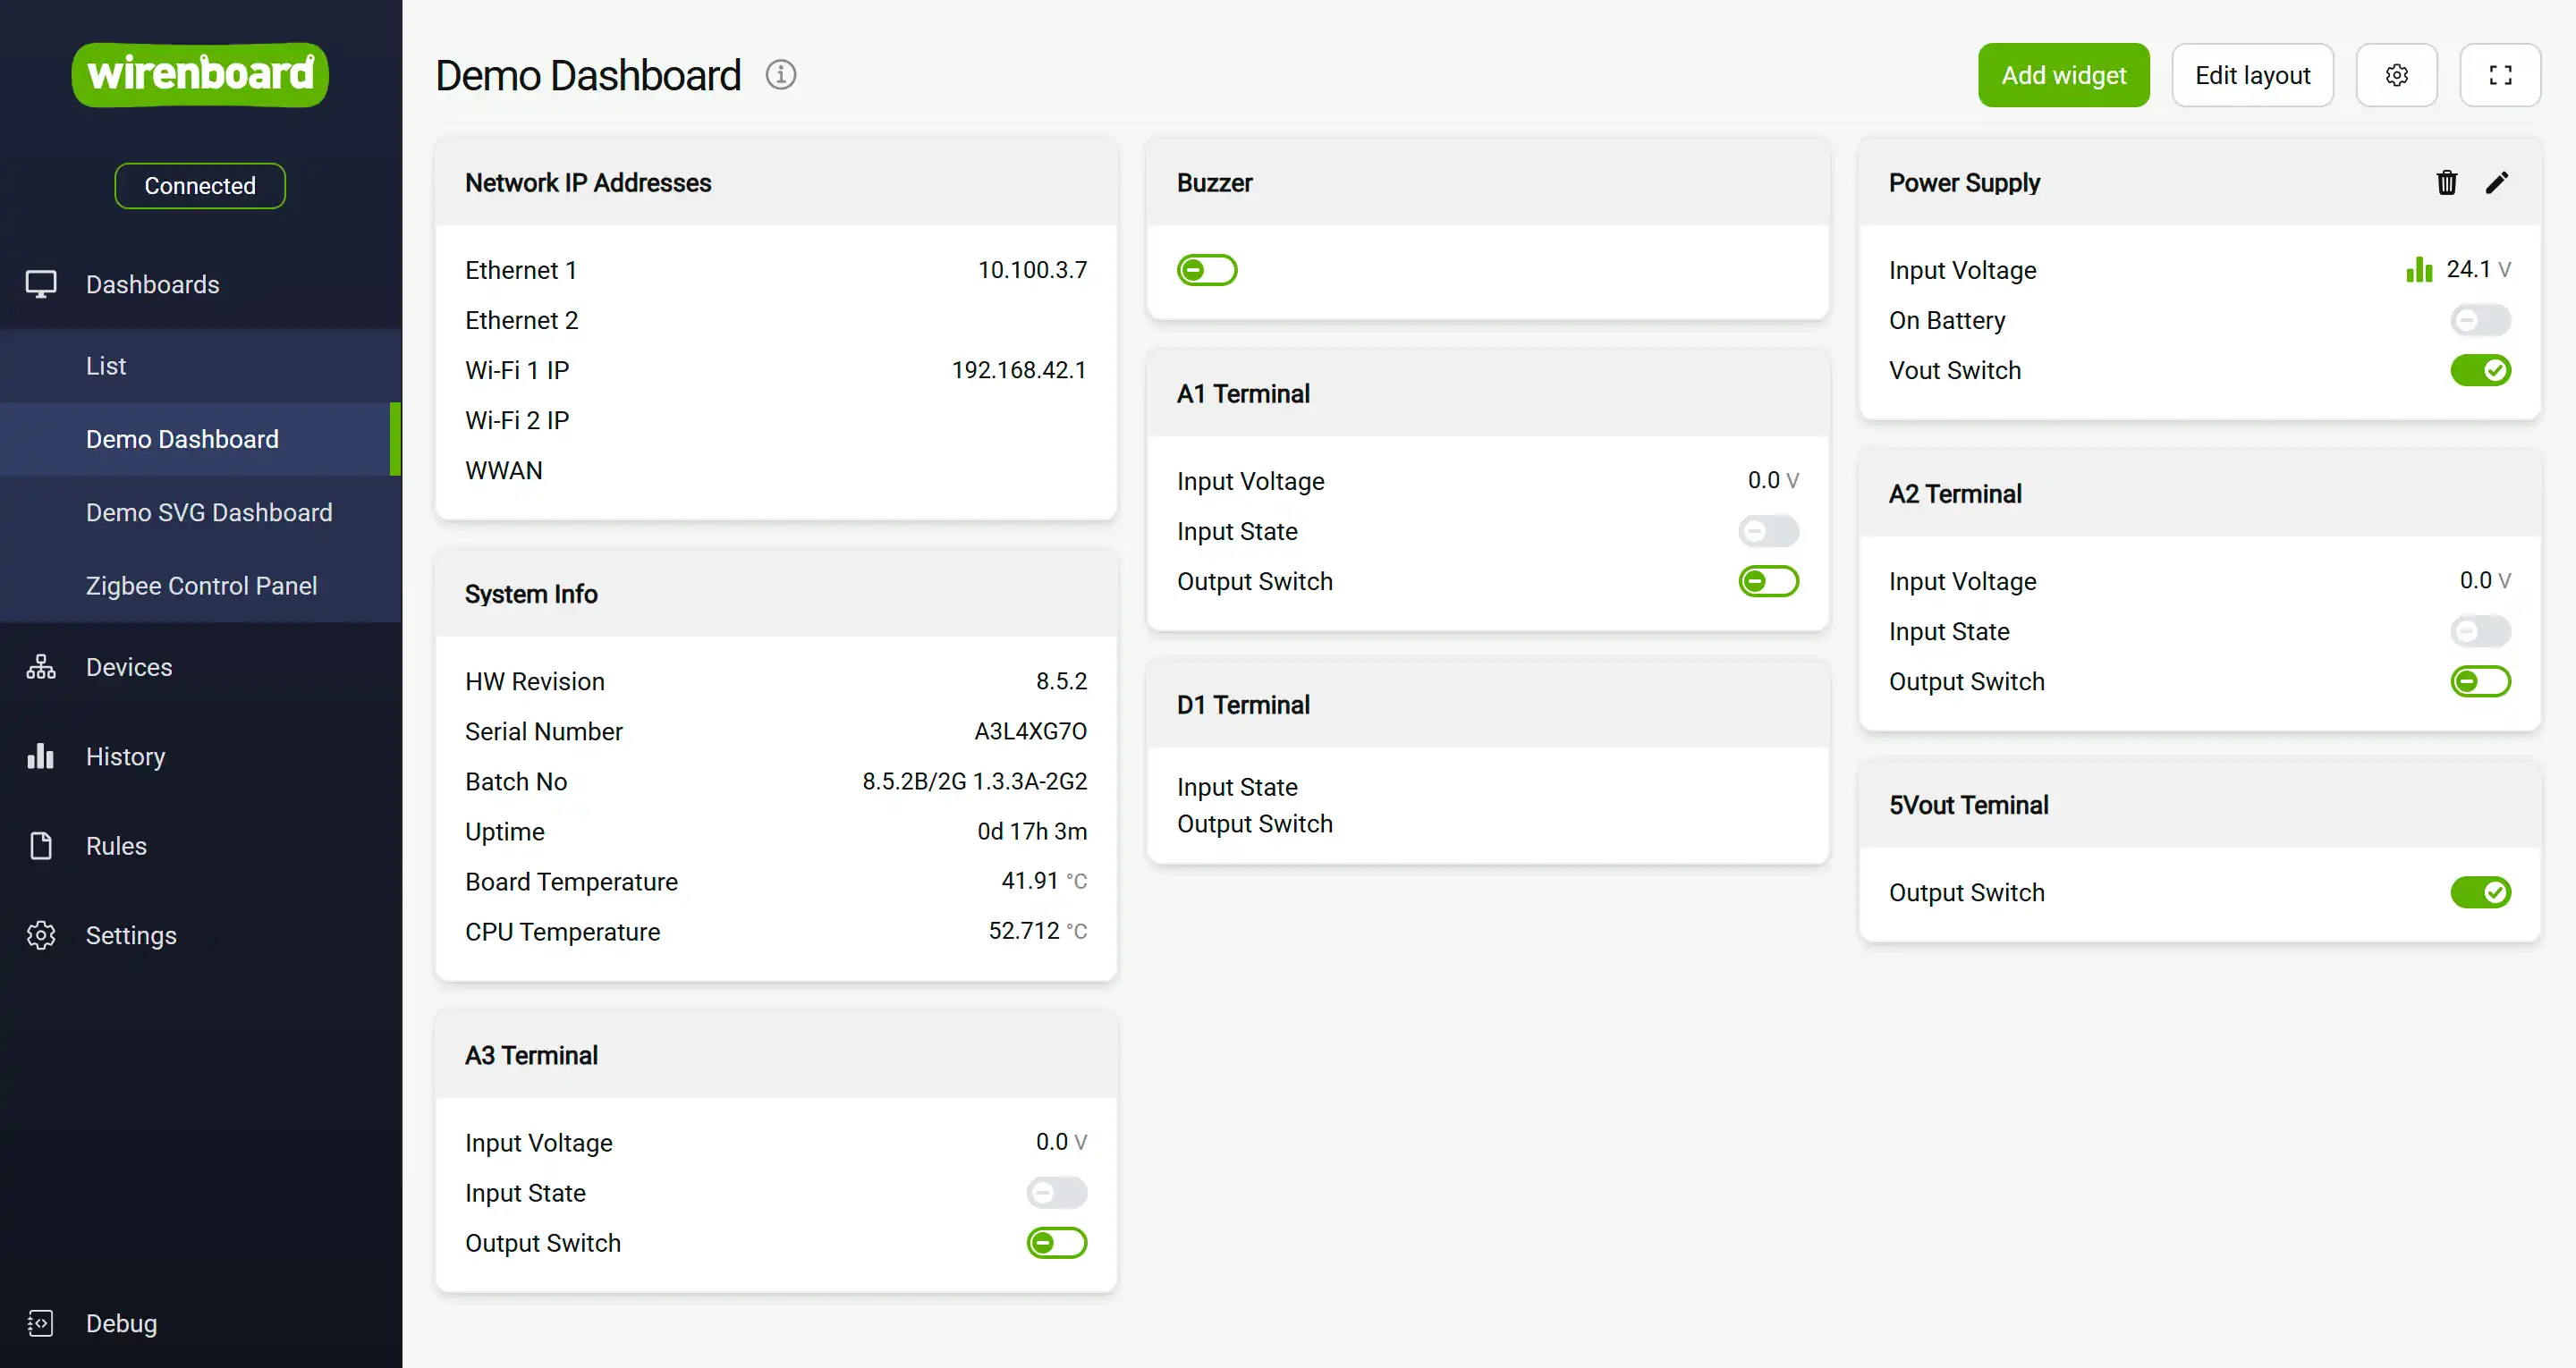 wirenboard
Connected
Dashboards
List
Demo Dashboard
Demo SVG Dashboard
Zigbee Control Panel
Devices
History
Rules
Settings
Debug
Demo Dashboard
Add widget
Edit layout
Network IP Addresses
Ethernet 1 10.100.3.7
Ethernet 2
Wi-Fi 1 IP 192.168.42.1
Wi-Fi 2 IP
WWAN
System Info
HW Revision 8.5.2
Serial Number A3L4XG7O
Batch No 8.5.2B/2G 1.3.3A-2G2
Uptime 0d 17h 3m
Board Temperature 41.91 °C
CPU Temperature 52.712 °C
A3 Terminal
Input Voltage 0.0 V
Input State
Output Switch
Buzzer
A1 Terminal
Input Voltage 0.0 V
Input State
Output Switch
D1 Terminal
Input State
Output Switch
Power Supply
Input Voltage 24.1 V
On Battery
Vout Switch
A2 Terminal
Input Voltage 0.0 V
Input State
Output Switch
5Vout Teminal
Output Switch